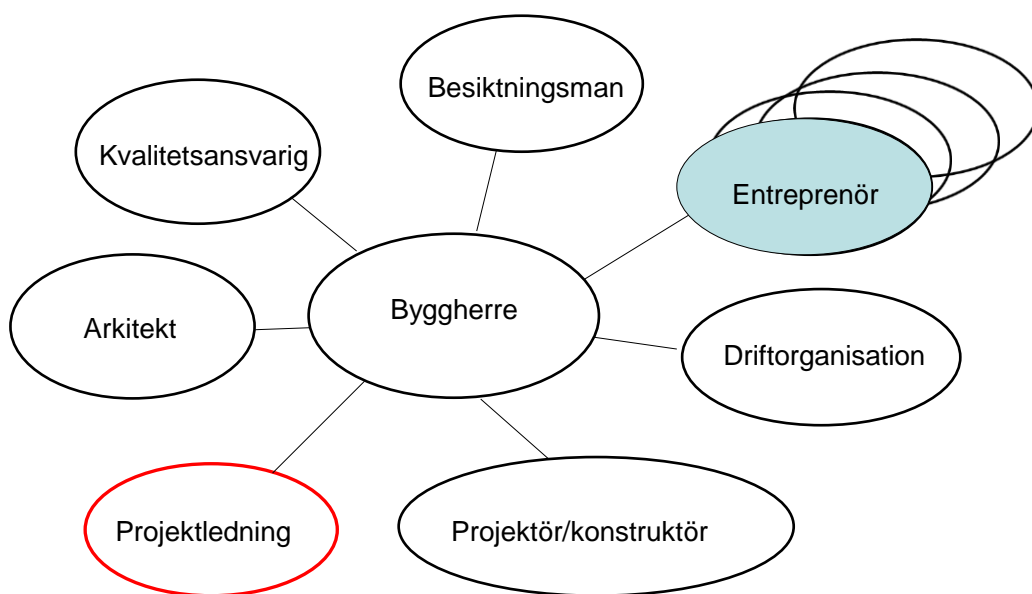 Besiktningsman
Kvalitetsansvarig
Entreprenör
Byggherre
Arkitekt
Driftorganisation
Projektledning
Projektör/konstruktör